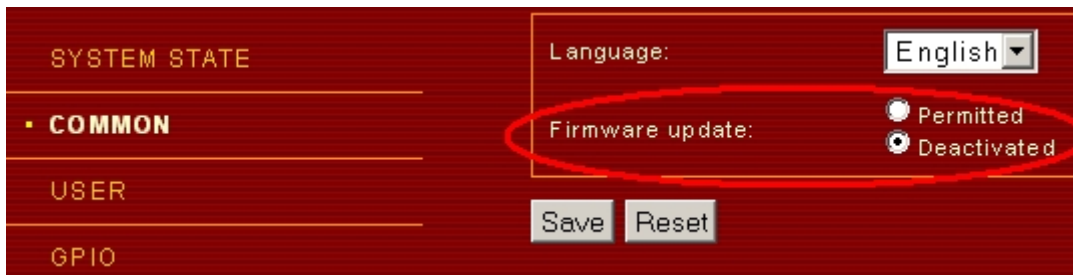 SYSTEM STATE
COMMON
USER
GPIO
Language:
English
Firmware update:
Permitted
Deactivated
Save
Reset